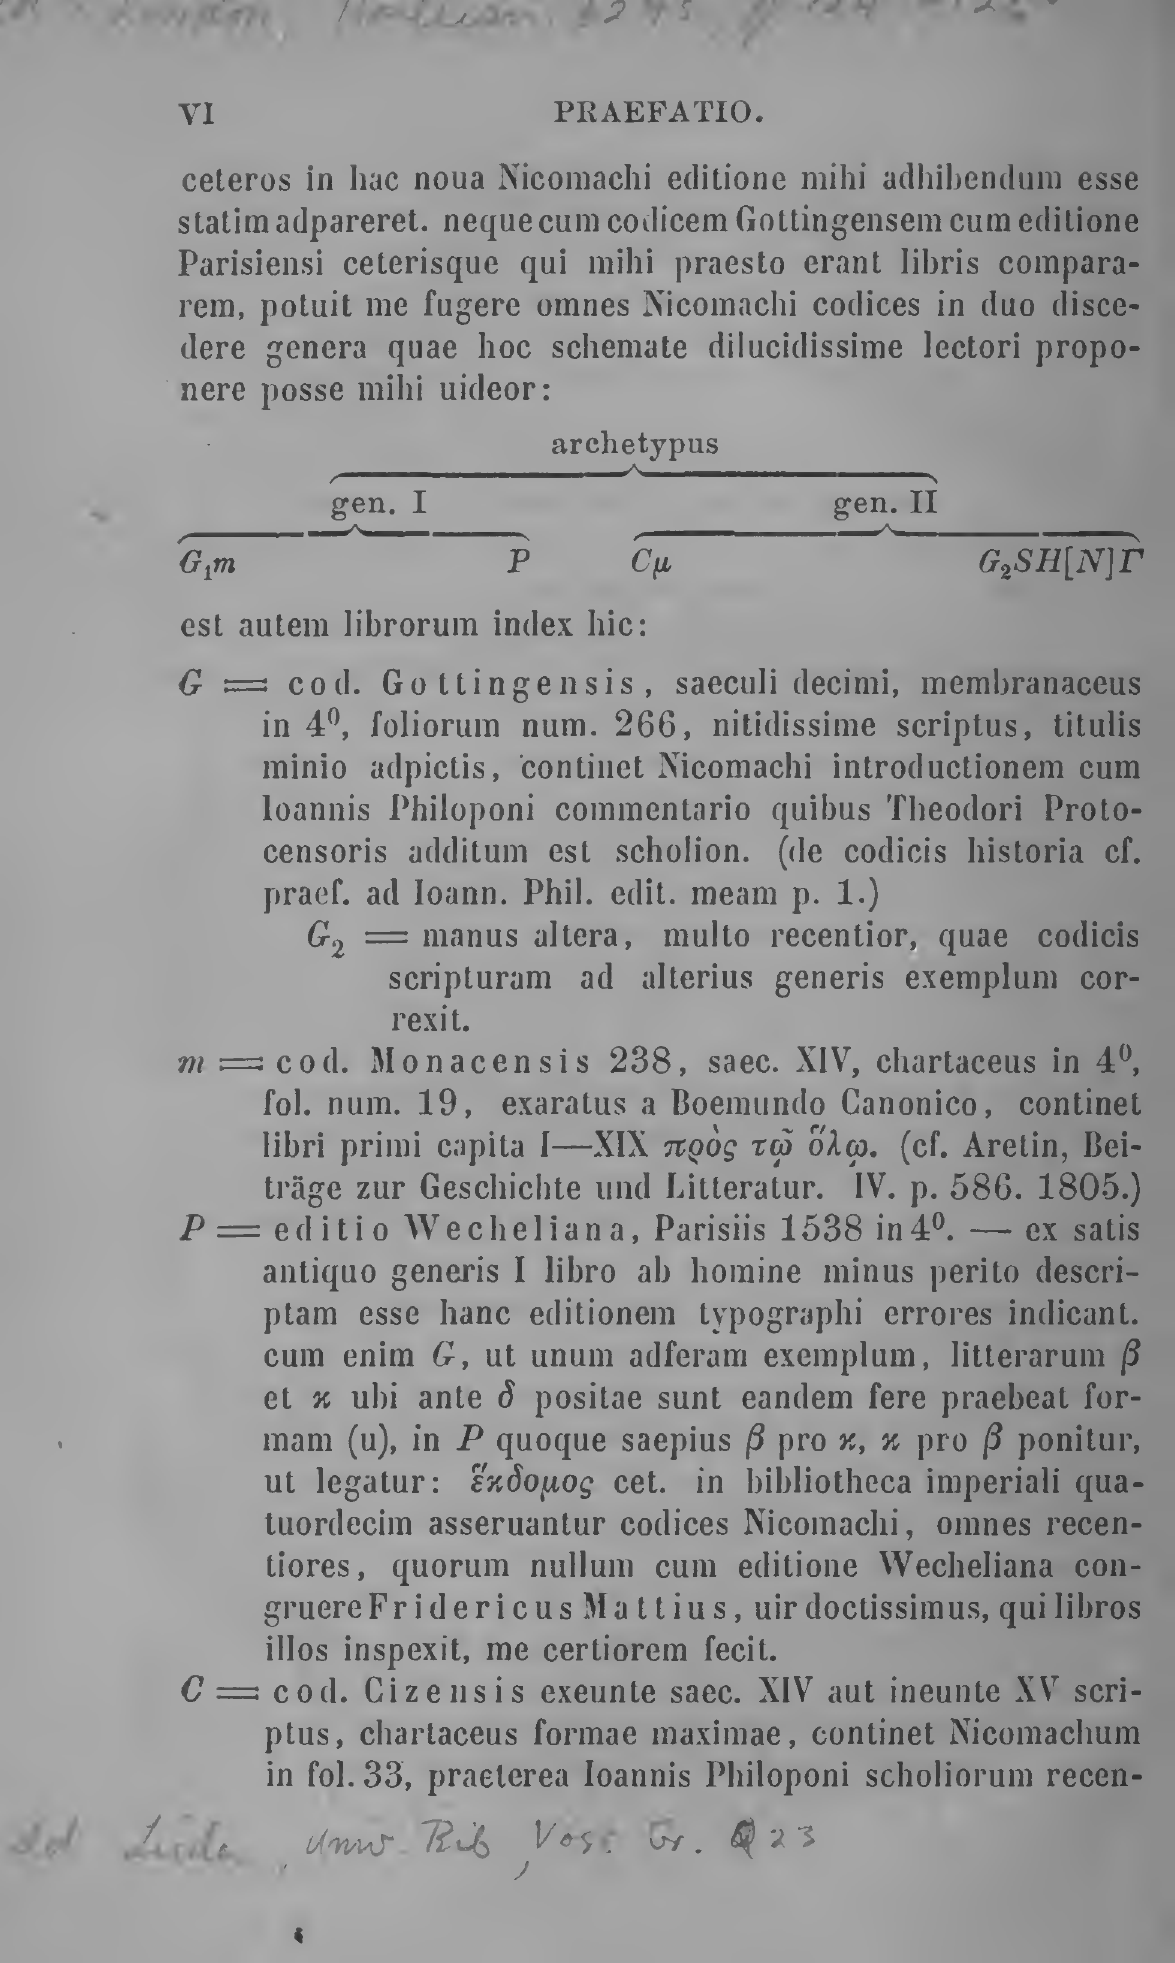 London, Harleian
VI PRAEFATIO.
ceteros in hac noua Nicomachi editione mihi adhibendum esse
statim adpareret. neque cum codicem Gottingensem cum editione
Parisiensi ceterisque qui mihi praesto erant libris compara-
rem, potuit me fugere omnes Nicomachi codices in duo disce-
dere genera quae hoc schemate dilucidissime lectori propo-
nere posse mihi uideor:
archetypus
gen. I gen. II
G₁m P Cμ G₂SH[N]Γ
est autem librorum index hic:
G = cod. Gottingensis, saeculi decimi, membranaceus
in 4⁰, foliorum num. 266, nitidissime scriptus, titulis
minio adpictis, continet Nicomachi introductionem cum
Ioannis Philoponi commentario quibus Theodori Proto-
censoris additum est scholion. (de codicis historia cf.
praef. ad Ioann. Phil. edit. meam p. 1.)
G₂ = manus altera, multo recentior, quae codicis
scripturam ad alterius generis exemplum cor-
rexit.
m = cod. Monacensis 238, saec. XIV, chartaceus in 4⁰,
fol. num. 19, exaratus a Boemundo Canonico, continet
libri primi capita I—XIX πρὸς τῷ ὅλῳ. (cf. Aretin, Bei-
träge zur Geschichte und Litteratur. IV. p. 586. 1805.)
P = editio Wecheliana, Parisiis 1538 in 4⁰. — ex satis
antiquo generis I libro ab homine minus perito descri-
ptam esse hanc editionem typographi errores indicant.
cum enim G, ut unum adferam exemplum, litterarum β
et κ ubi ante δ positae sunt eandem fere praebeat for-
mam (u), in P quoque saepius β pro κ, κ pro β ponitur,
ut legatur: ἕκδομος cet. in bibliotheca imperiali qua-
tuordecim asseruantur codices Nicomachi, omnes recen-
tiores, quorum nullum cum editione Wecheliana con-
gruere Fridericus Mattius, uir doctissimus, qui libros
illos inspexit, me certiorem fecit.
C = cod. Cizensis exeunte saec. XIV aut ineunte XV scri-
ptus, chartaceus formae maximae, continet Nicomachum
in fol. 33, praeterea Ioannis Philoponi scholiorum recen-
Univ. Bib, Voss. Gr. Q 23